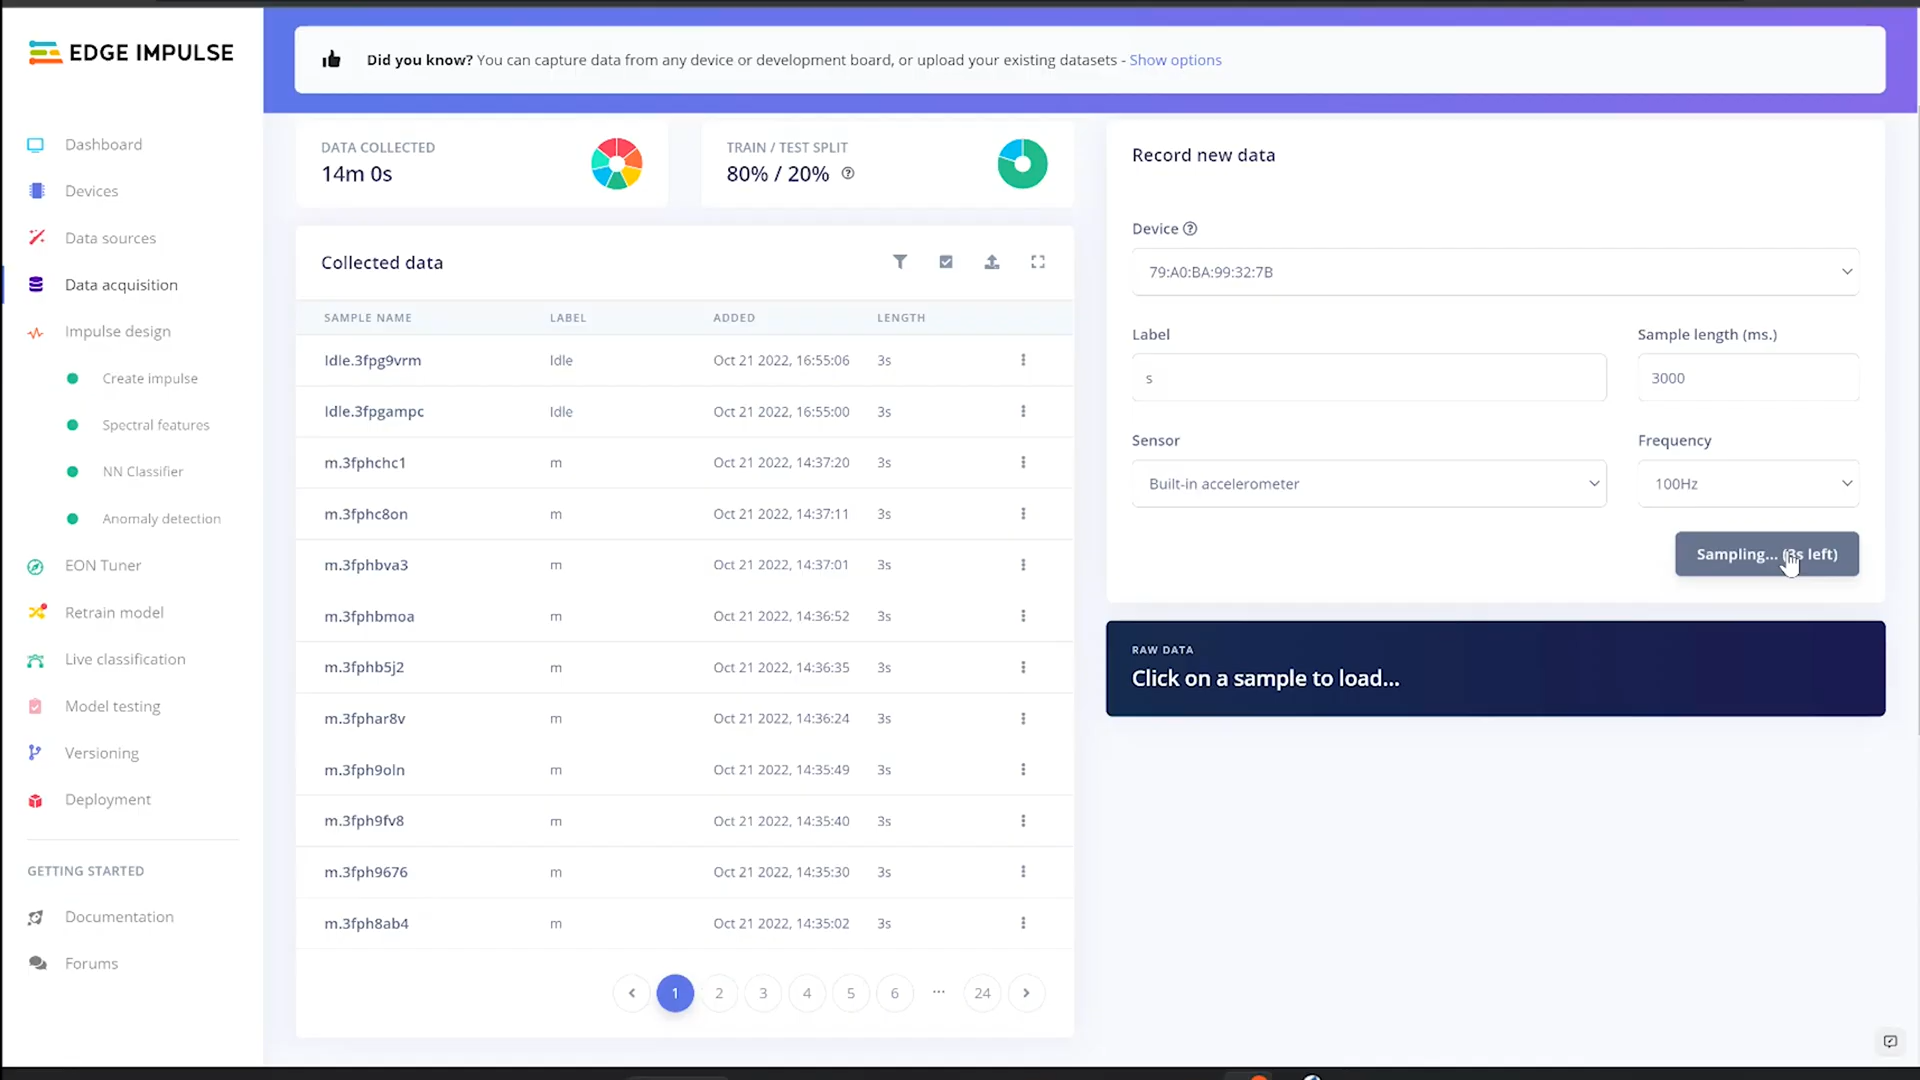 EDGE IMPULSE
Did you know? You can capture data from any device or development board, or upload your existing datasets - Show options
Dashboard
Devices
Data sources
Data acquisition
Impulse design
Create impulse
Spectral features
NN Classifier
Anomaly detection
EON Tuner
Retrain model
Live classification
Model testing
Versioning
Deployment
GETTING STARTED
Documentation
Forums
DATA COLLECTED
14m 0s
TRAIN / TEST SPLIT
80% / 20%
Collected data
SAMPLE NAME LABEL ADDED LENGTH
Idle.3fpg9vrm Idle Oct 21 2022, 16:55:06 3s
Idle.3fpgampc Idle Oct 21 2022, 16:55:00 3s
m.3fphchc1 m Oct 21 2022, 14:37:20 3s
m.3fphc8on m Oct 21 2022, 14:37:11 3s
m.3fphbva3 m Oct 21 2022, 14:37:01 3s
m.3fphbmoa m Oct 21 2022, 14:36:52 3s
m.3fphb5j2 m Oct 21 2022, 14:36:35 3s
m.3fphar8v m Oct 21 2022, 14:36:24 3s
m.3fph9oln m Oct 21 2022, 14:35:49 3s
m.3fph9fv8 m Oct 21 2022, 14:35:40 3s
m.3fph9676 m Oct 21 2022, 14:35:30 3s
m.3fph8ab4 m Oct 21 2022, 14:35:02 3s
1 2 3 4 5 6 ... 24
Record new data
Device
79:A0:BA:99:32:7B
Label
Sample length (ms.)
s
3000
Sensor
Frequency
Built-in accelerometer
100Hz
Sampling... (3s left)
RAW DATA
Click on a sample to load...